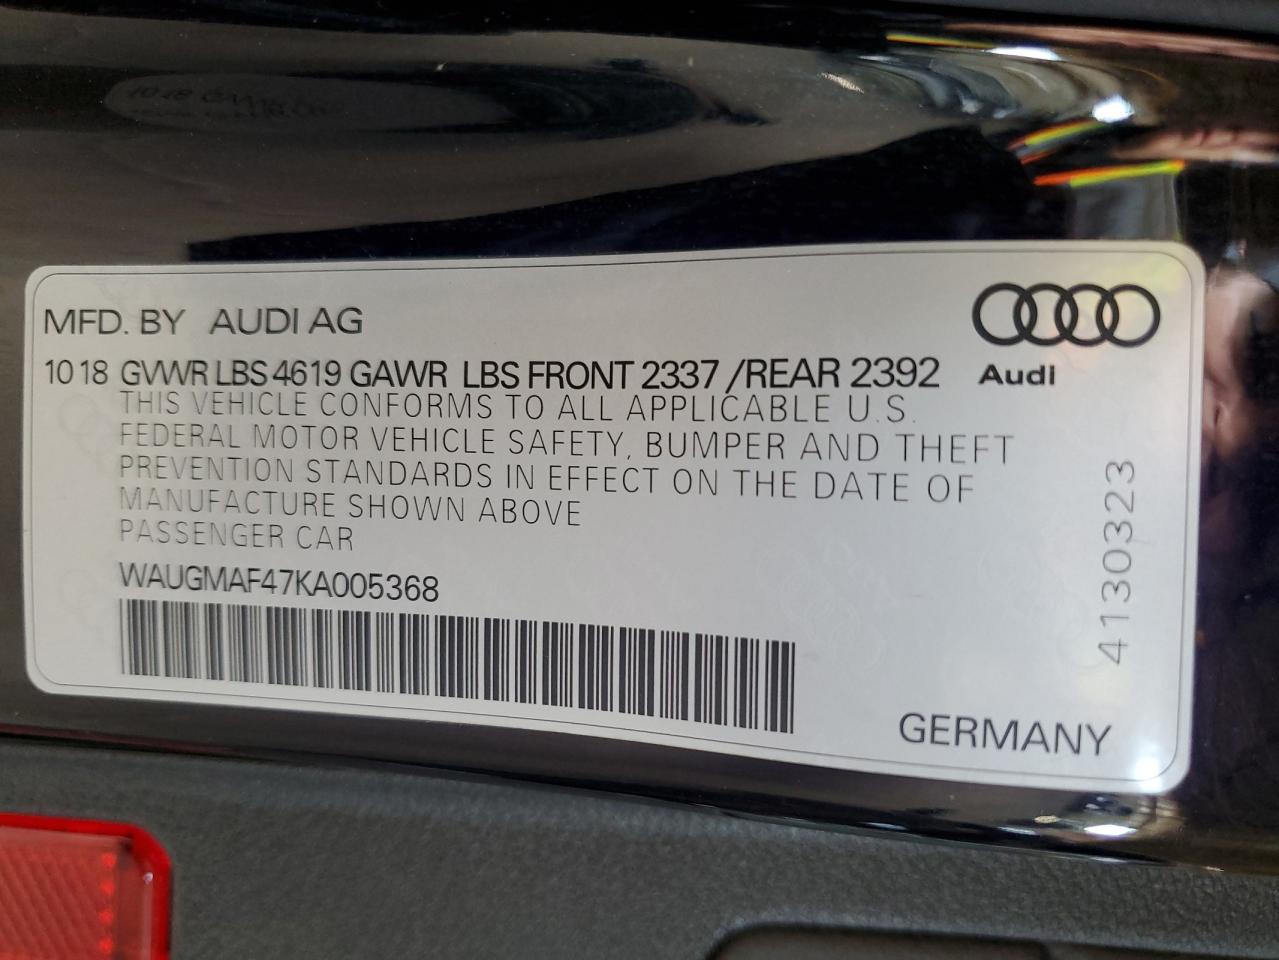 MFD. BY AUDI AG
10 18 GVWR LBS 4619 GAWR LBS FRONT 2337 /REAR 2392
Audi
THIS VEHICLE CONFORMS TO ALL APPLICABLE U.S.
FEDERAL MOTOR VEHICLE SAFETY, BUMPER AND THEFT
PREVENTION STANDARDS IN EFFECT ON THE DATE OF
MANUFACTURE SHOWN ABOVE
PASSENGER CAR
WAUGMAF47KA005368
4130323
GERMANY